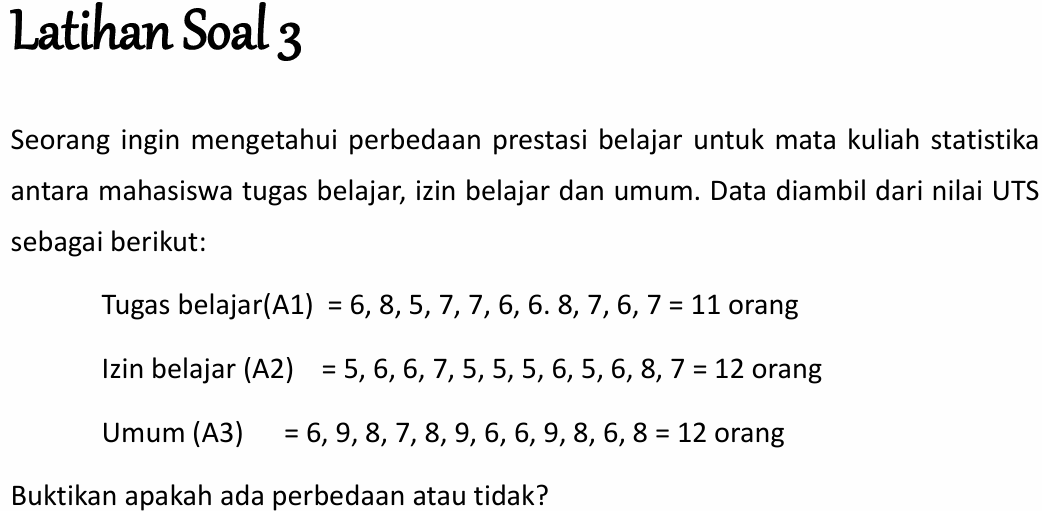 Latihan Soal 3
Seorang ingin mengetahui perbedaan prestasi belajar untuk mata kuliah statistika
antara mahasiswa tugas belajar, izin belajar dan umum. Data diambil dari nilai UTS
sebagai berikut:
Tugas belajar(A1) = 6, 8, 5, 7, 7, 6, 6. 8, 7, 6, 7 = 11 orang
Izin belajar (A2) = 5, 6, 6, 7, 5, 5, 5, 6, 5, 6, 8, 7 = 12 orang
Umum (A3) = 6, 9, 8, 7, 8, 9, 6, 6, 9, 8, 6, 8 = 12 orang
Buktikan apakah ada perbedaan atau tidak?